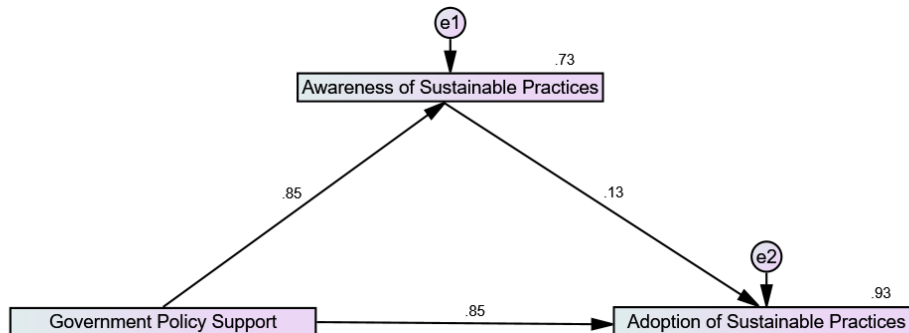 e1
.73
Awareness of Sustainable Practices
.85
.13
e2
.93
Government Policy Support
.85
Adoption of Sustainable Practices